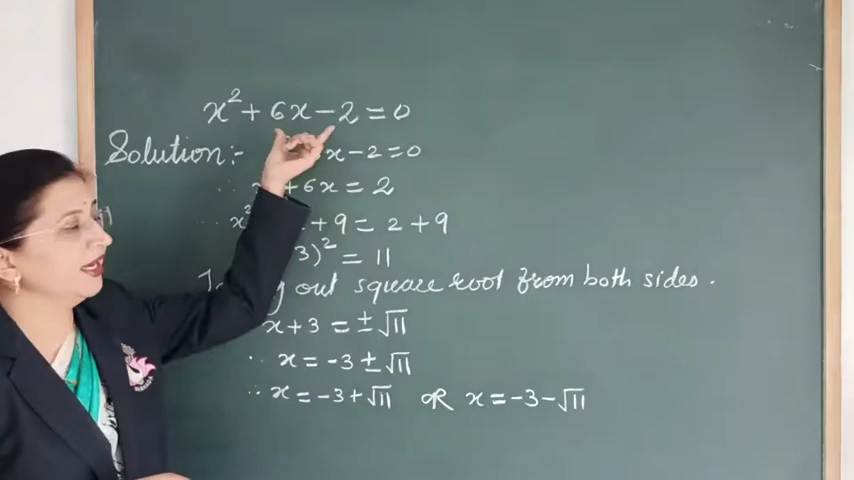 x² + 6x - 2 = 0
Solution :- x - 2 = 0
+ 6x = 2
x² + 9 = 2 + 9
3)² = 11
out square root from both sides.
x + 3 = ± √11
x = -3 ± √11
∴ x = -3 + √11 OR x = -3 - √11